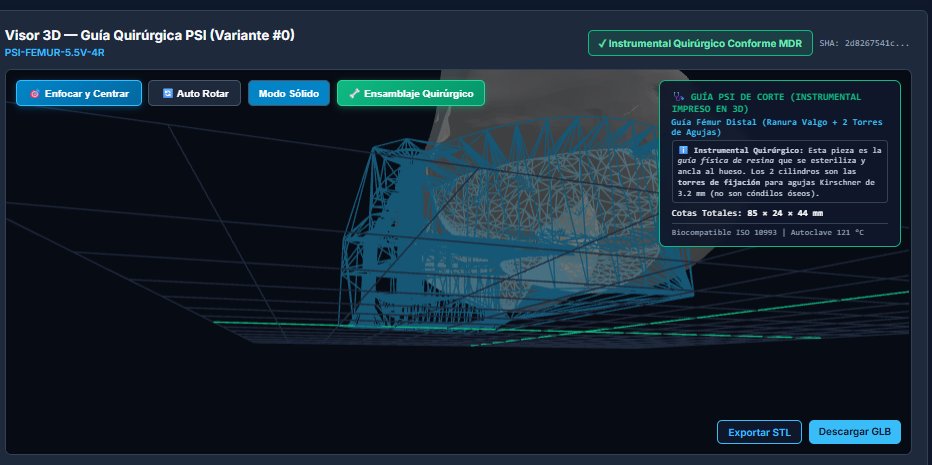 Visor 3D — Guía Quirúrgica PSI (Variante #0)
PSI-FEMUR-5.5V-4R
✓ Instrumental Quirúrgico Conforme MDR
SHA: 2d8267541c...
🎯 Enfocar y Centrar
🔄 Auto Rotar
Modo Sólido
🦴 Ensamblaje Quirúrgico
🩺 GUÍA PSI DE CORTE (INSTRUMENTAL
IMPRESO EN 3D)
Guía Fémur Distal (Ranura Valgo + 2 Torres
de Agujas)
ℹ️ Instrumental Quirúrgico: Esta pieza es la
guía física de resina que se esteriliza y
ancla al hueso. Los 2 cilindros son las
torres de fijación para agujas Kirschner de
3.2 mm (no son cóndilos óseos).
Cotas Totales: 85 × 24 × 44 mm
Biocompatible ISO 10993 | Autoclave 121 °C
Exportar STL
Descargar GLB